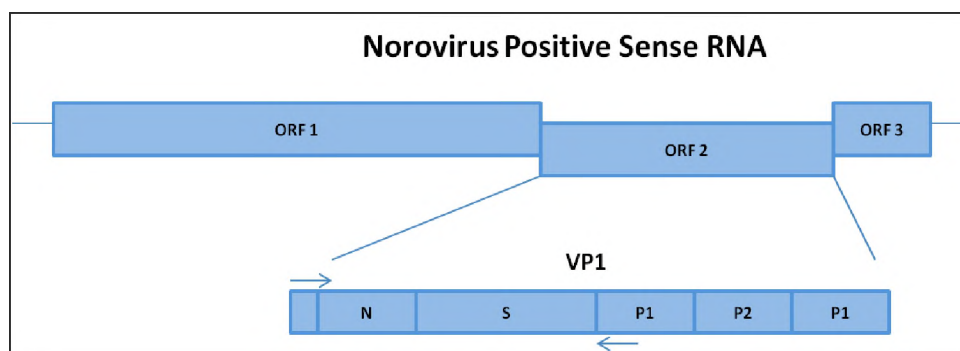 Norovirus Positive Sense RNA
ORF 1
ORF 2
ORF 3
VP1
N S P1 P2 P1